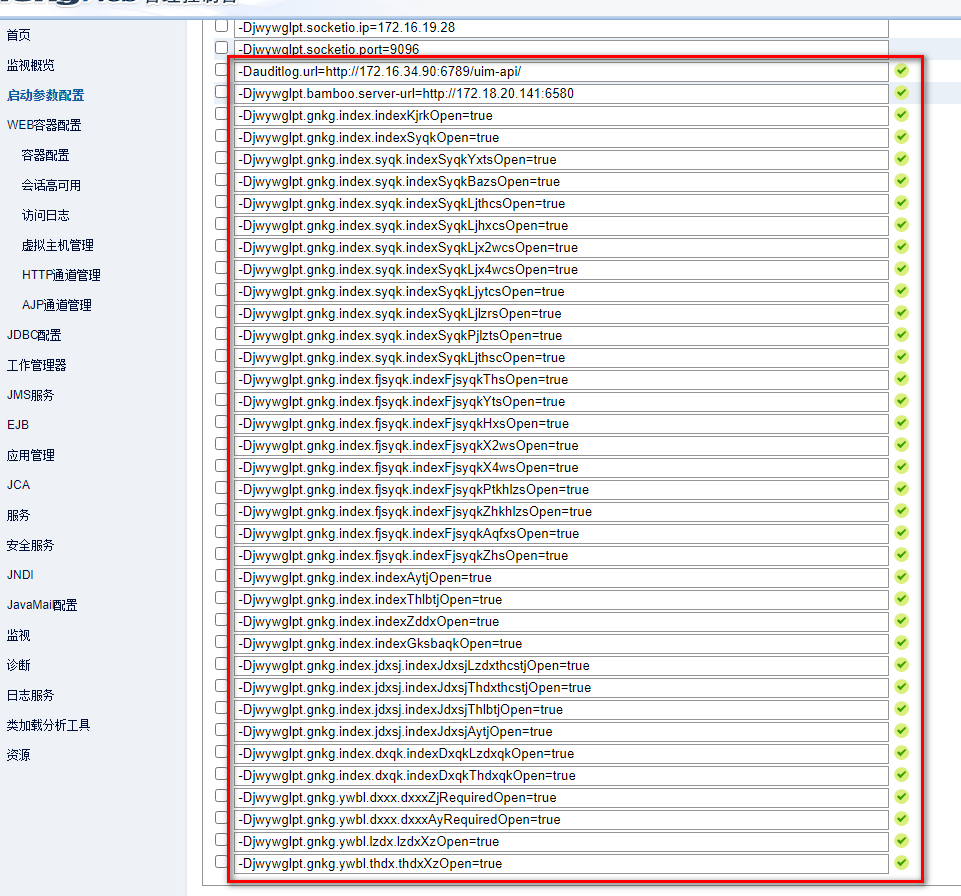 管理控制台
首页
监视概览
启动参数配置
WEB容器配置
容器配置
会话高可用
访问日志
虚拟主机管理
HTTP通道管理
AJP通道管理
JDBC配置
工作管理器
JMS服务
EJB
应用管理
JCA
服务
安全服务
JNDI
JavaMail配置
监视
诊断
日志服务
类加载分析工具
资源
-Djwywglpt.socketio.ip=172.16.19.28
-Djwywglpt.socketio.port=9096
-Dauditlog.url=http://172.16.34.90:6789/uim-api/
-Djwywglpt.bamboo.server-url=http://172.18.20.141:6580
-Djwywglpt.gnkg.index.indexKjrkOpen=true
-Djwywglpt.gnkg.index.indexSyqkOpen=true
-Djwywglpt.gnkg.index.syqk.indexSyqkYxtsOpen=true
-Djwywglpt.gnkg.index.syqk.indexSyqkBazsOpen=true
-Djwywglpt.gnkg.index.syqk.indexSyqkLjthcsOpen=true
-Djwywglpt.gnkg.index.syqk.indexSyqkLjhxcsOpen=true
-Djwywglpt.gnkg.index.syqk.indexSyqkLjx2wcsOpen=true
-Djwywglpt.gnkg.index.syqk.indexSyqkLjx4wcsOpen=true
-Djwywglpt.gnkg.index.syqk.indexSyqkLjytcsOpen=true
-Djwywglpt.gnkg.index.syqk.indexSyqkLjlzrsOpen=true
-Djwywglpt.gnkg.index.syqk.indexSyqkPjlztsOpen=true
-Djwywglpt.gnkg.index.syqk.indexSyqkLjthscOpen=true
-Djwywglpt.gnkg.index.fjsyqk.indexFjsyqkThsOpen=true
-Djwywglpt.gnkg.index.fjsyqk.indexFjsyqkYtsOpen=true
-Djwywglpt.gnkg.index.fjsyqk.indexFjsyqkHxsOpen=true
-Djwywglpt.gnkg.index.fjsyqk.indexFjsyqkX2wsOpen=true
-Djwywglpt.gnkg.index.fjsyqk.indexFjsyqkX4wsOpen=true
-Djwywglpt.gnkg.index.fjsyqk.indexFjsyqkPtkhlzsOpen=true
-Djwywglpt.gnkg.index.fjsyqk.indexFjsyqkZhkhlzsOpen=true
-Djwywglpt.gnkg.index.fjsyqk.indexFjsyqkAqfxsOpen=true
-Djwywglpt.gnkg.index.fjsyqk.indexFjsyqkZhsOpen=true
-Djwywglpt.gnkg.index.indexAytjOpen=true
-Djwywglpt.gnkg.index.indexThlbtjOpen=true
-Djwywglpt.gnkg.index.indexZddxOpen=true
-Djwywglpt.gnkg.index.indexGksbaqkOpen=true
-Djwywglpt.gnkg.index.jdxsj.indexJdxsjLzdxthcstjOpen=true
-Djwywglpt.gnkg.index.jdxsj.indexJdxsjThdxthcstjOpen=true
-Djwywglpt.gnkg.index.jdxsj.indexJdxsjThlbtjOpen=true
-Djwywglpt.gnkg.index.jdxsj.indexJdxsjAytjOpen=true
-Djwywglpt.gnkg.index.dxqk.indexDxqkLzdxqkOpen=true
-Djwywglpt.gnkg.index.dxqk.indexDxqkThdxqkOpen=true
-Djwywglpt.gnkg.ywbl.dxxx.dxxxZjRequiredOpen=true
-Djwywglpt.gnkg.ywbl.dxxx.dxxxAyRequiredOpen=true
-Djwywglpt.gnkg.ywbl.lzdx.lzdxXzOpen=true
-Djwywglpt.gnkg.ywbl.thdx.thdxXzOpen=true